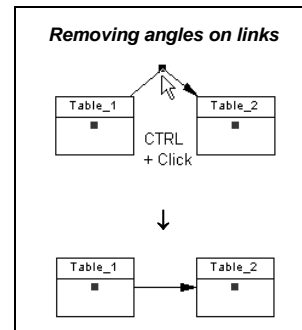 Removing angles on links
Table_1 Table_2
CTRL
+ Click
Table_1 Table_2